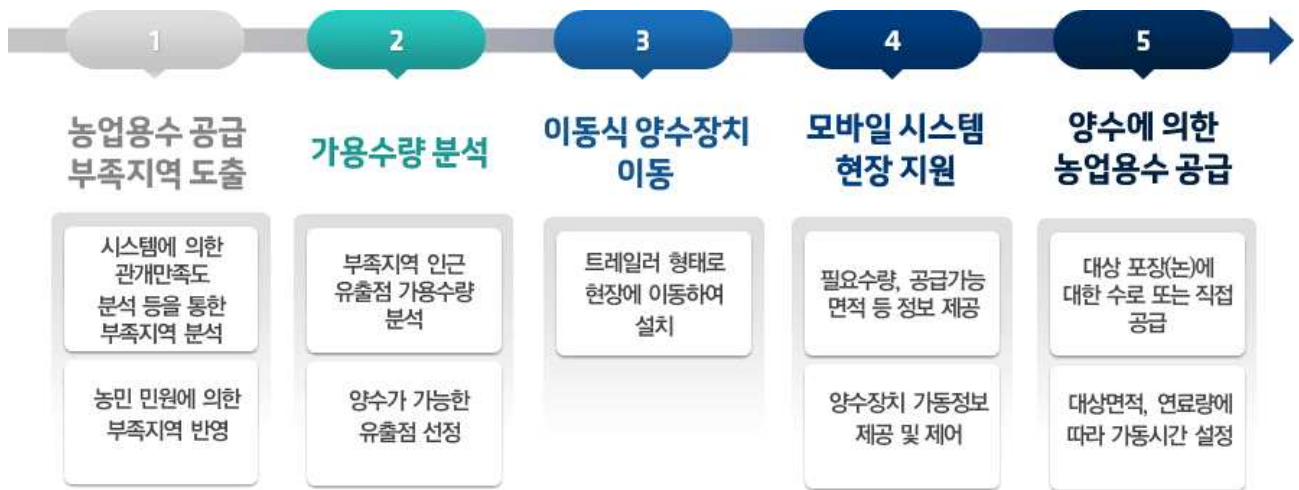 1
2
3
4
5
농업용수 공급
부족지역 도출
가용수량 분석
이동식 양수장치
이동
모바일 시스템
현장 지원
양수에 의한
농업용수 공급
시스템에 의한
관개만족도
분석 등을 통한
부족지역 분석
농민 민원에 의한
부족지역 반영
부족지역 인근
유출점 가용수량
분석
양수가 가능한
유출점 선정
트레일러 형태로
현장에 이동하여
설치
필요수량, 공급가능
면적 등 정보 제공
양수장치 가동정보
제공 및 제어
대상 포장(논)에
대한 수로 또는 직접
공급
대상면적, 연료량에
따라 가동시간 설정